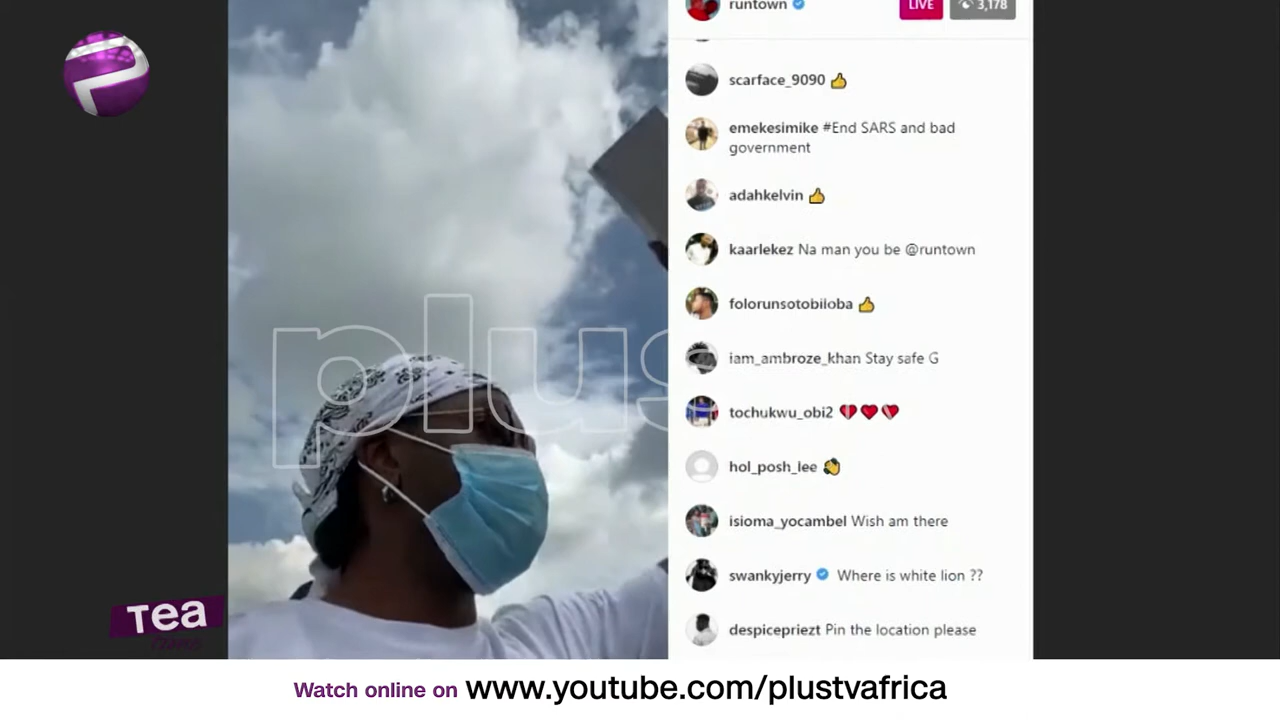 runtown
LIVE
3,178
scarface_9090 👍
emekesimike #End SARS and bad
government
adahkelvin 👍
kaarlekez Na man you be @runtown
folorunsotobiloba 👍
iam_ambroze_khan Stay safe G
tochukwu_obi2
hol_posh_lee
isioma_yocambel Wish am there
swankyjerry Where is white lion ??
despicepriezt Pin the location please
plus
Tea
Watch online on www.youtube.com/plustvafrica